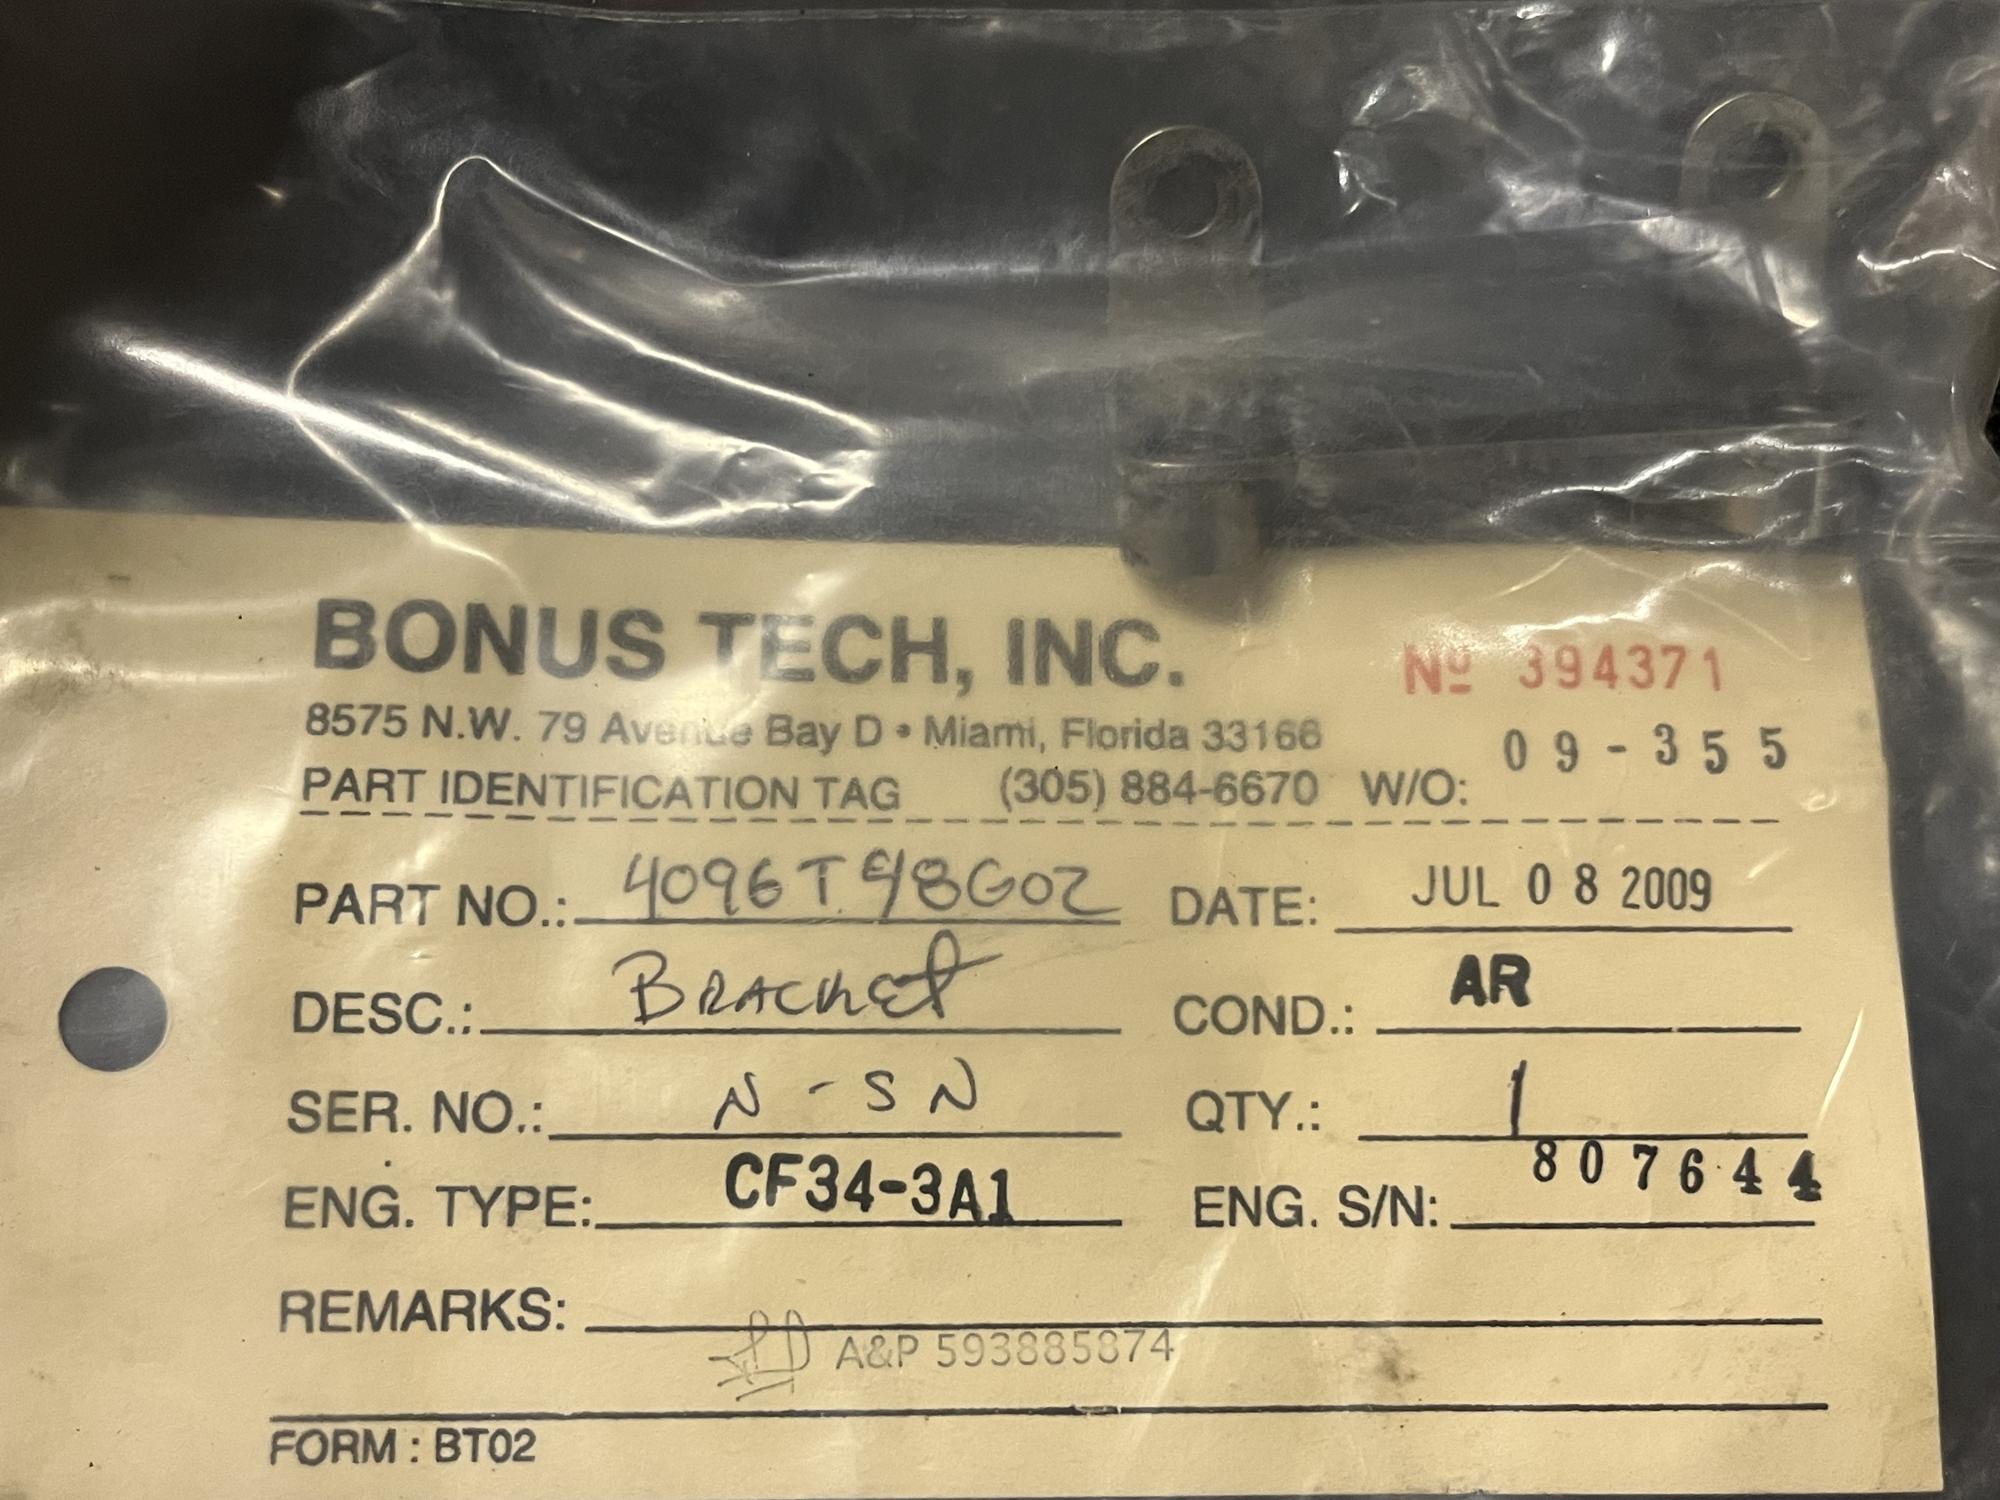 BONUS TECH, INC.
Nº 394371
8575 N.W. 79 Avenue Bay D • Miami, Florida 33166
PART IDENTIFICATION TAG (305) 884-6670 W/O: 09-355
PART NO.: 4096T98G02 DATE: JUL 08 2009
DESC.: BRACKET COND.: AR
SER. NO.: N-SN QTY.: 1
ENG. TYPE: CF34-3A1 ENG. S/N: 807644
REMARKS:
A&P 593885874
FORM : BT02